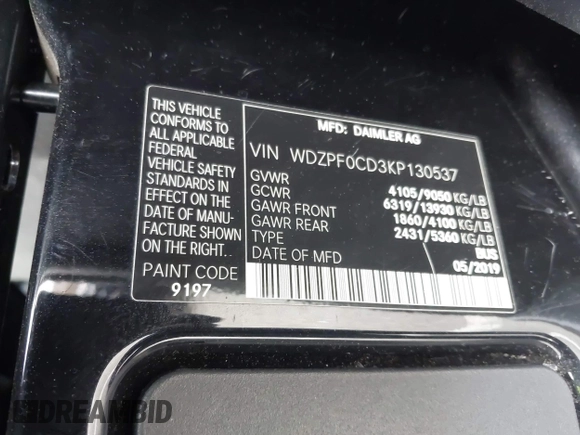 THIS VEHICLE
CONFORMS TO
ALL APPLICABLE
FEDERAL
VEHICLE SAFETY
STANDARDS IN
EFFECT ON THE
DATE OF MANU-
FACTURE SHOWN
ON THE RIGHT.
PAINT CODE
9197
MFD: DAIMLER AG
VIN WDZPF0CD3KP130537
GVWR 4105/9050 KG/LB
GCWR 6319/13930 KG/LB
GAWR FRONT 1860/4100 KG/LB
GAWR REAR 2431/5360 KG/LB
TYPE BUS
DATE OF MFD 05/2019
DREAMBID